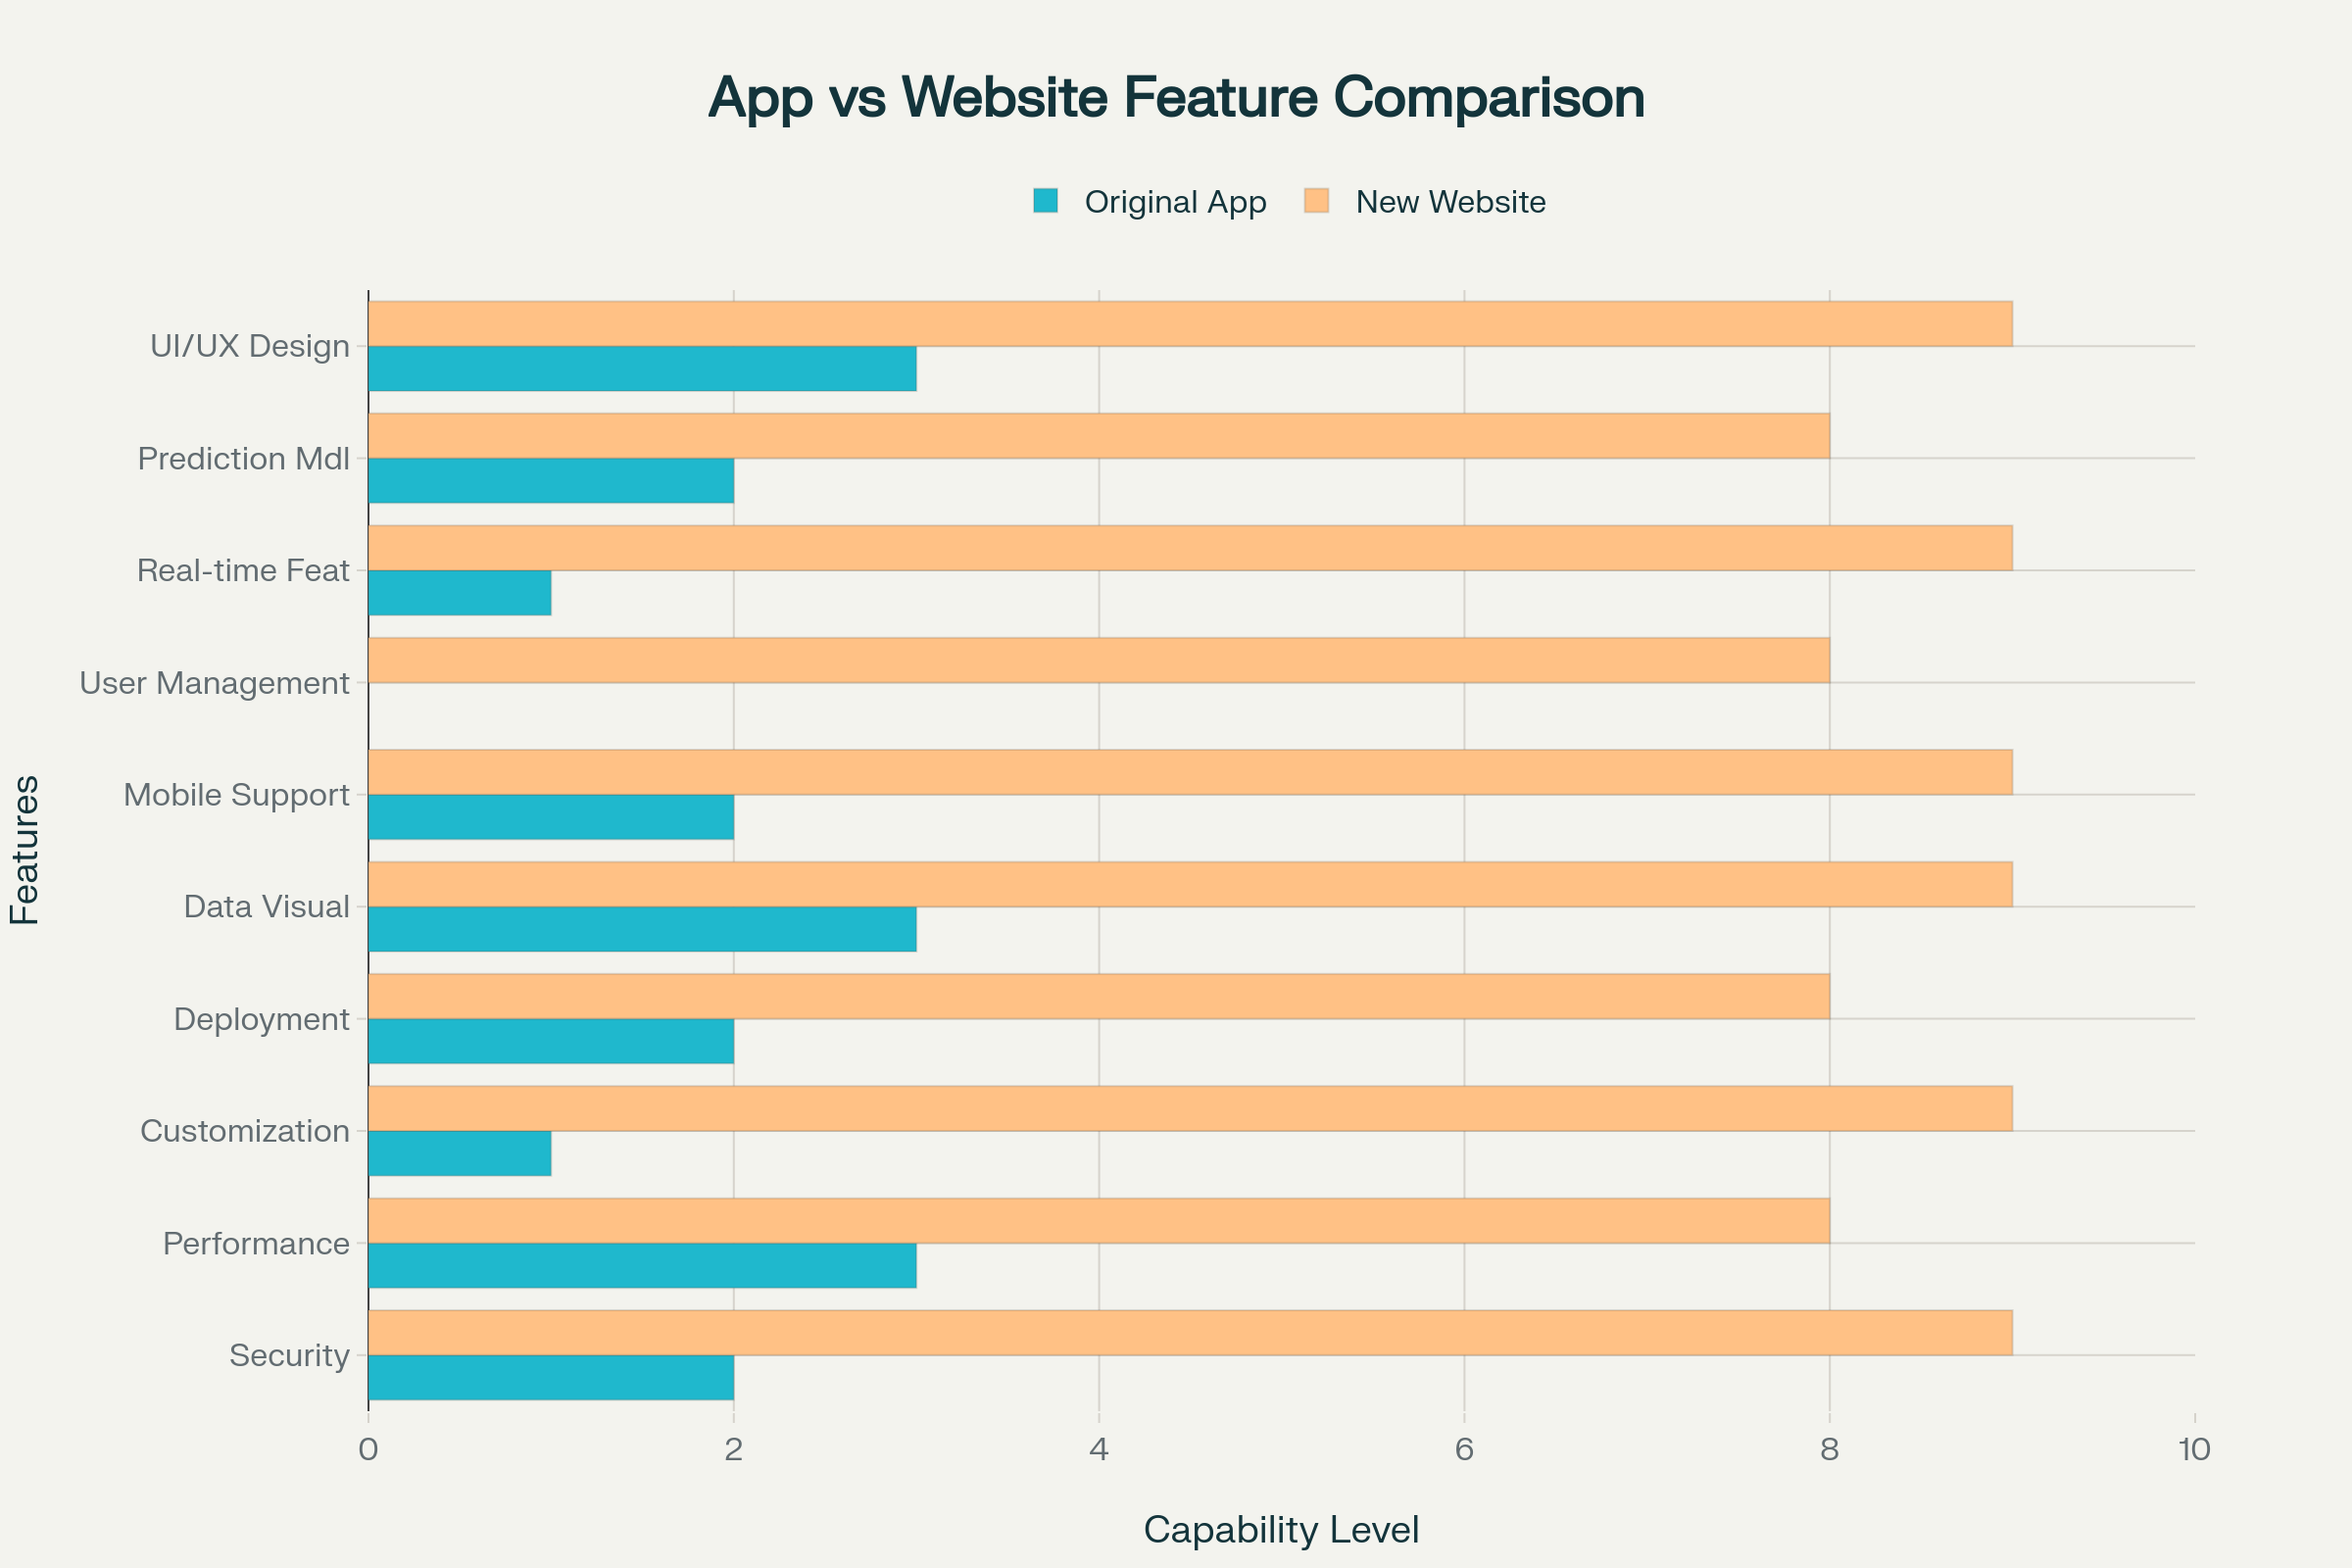 App vs Website Feature Comparison
Original App
New Website
UI/UX Design
Prediction Mdl
Real-time Feat
User Management
Mobile Support
Data Visual
Deployment
Customization
Performance
Security
Features
0 2 4 6 8 10
Capability Level